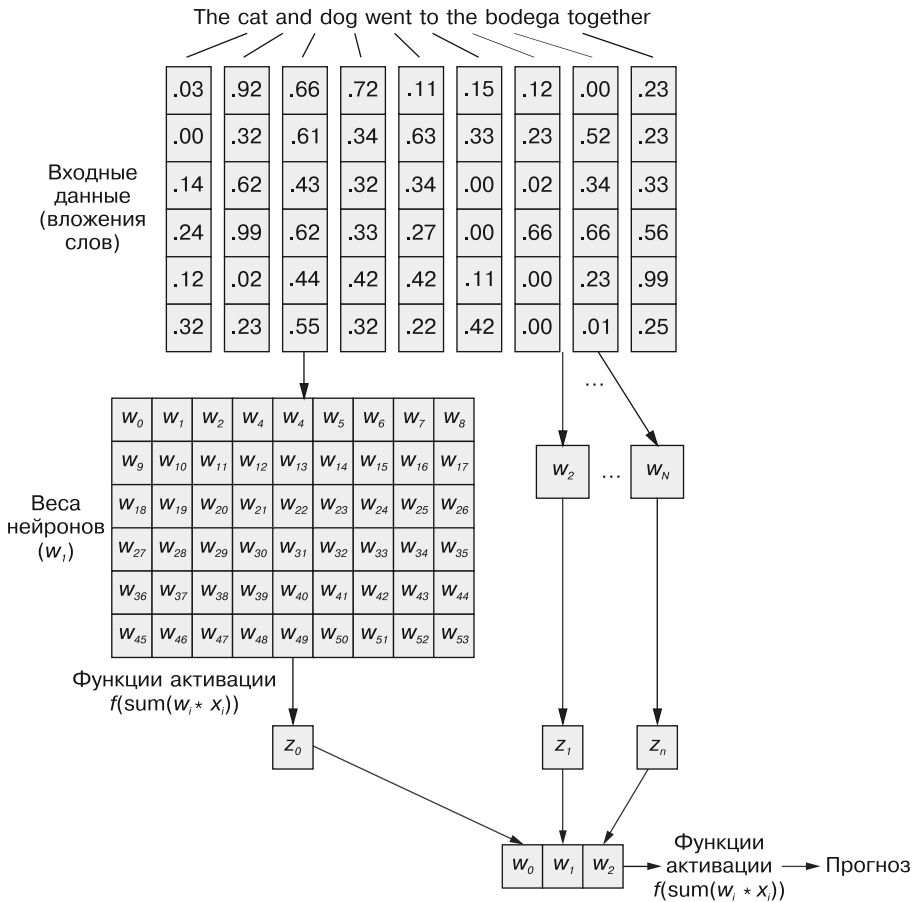 The cat and dog went to the bodega together
.03 .92 .66 .72 .11 .15 .12 .00 .23
.00 .32 .61 .34 .63 .33 .23 .52 .23
.14 .62 .43 .32 .34 .00 .02 .34 .33
.24 .99 .62 .33 .27 .00 .66 .66 .56
.12 .02 .44 .42 .42 .11 .00 .23 .99
.32 .23 .55 .32 .22 .42 .00 .01 .25
Входные
данные
(вложения
слов)
...
w₀ w₁ w₂ w₄ w₄ w₅ w₆ w₇ w₈
w₉ w₁₀ w₁₁ w₁₂ w₁₃ w₁₄ w₁₅ w₁₆ w₁₇
w₁₈ w₁₉ w₂₀ w₂₁ w₂₂ w₂₃ w₂₄ w₂₅ w₂₆
w₂₇ w₂₈ w₂₉ w₃₀ w₃₁ w₃₂ w₃₃ w₃₄ w₃₅
w₃₆ w₃₇ w₃₈ w₃₉ w₄₀ w₄₁ w₄₂ w₄₃ w₄₄
w₄₅ w₄₆ w₄₇ w₄₈ w₄₉ w₅₀ w₅₁ w₅₂ w₅₃
Веса
нейронов
(w₁)
w₂ ... w_N
Функции активации
f(sum(wᵢ * xᵢ))
z₀ z₁ zₙ
w₀ w₁ w₂
Функции
активации
f(sum(wᵢ * xᵢ))
Прогноз